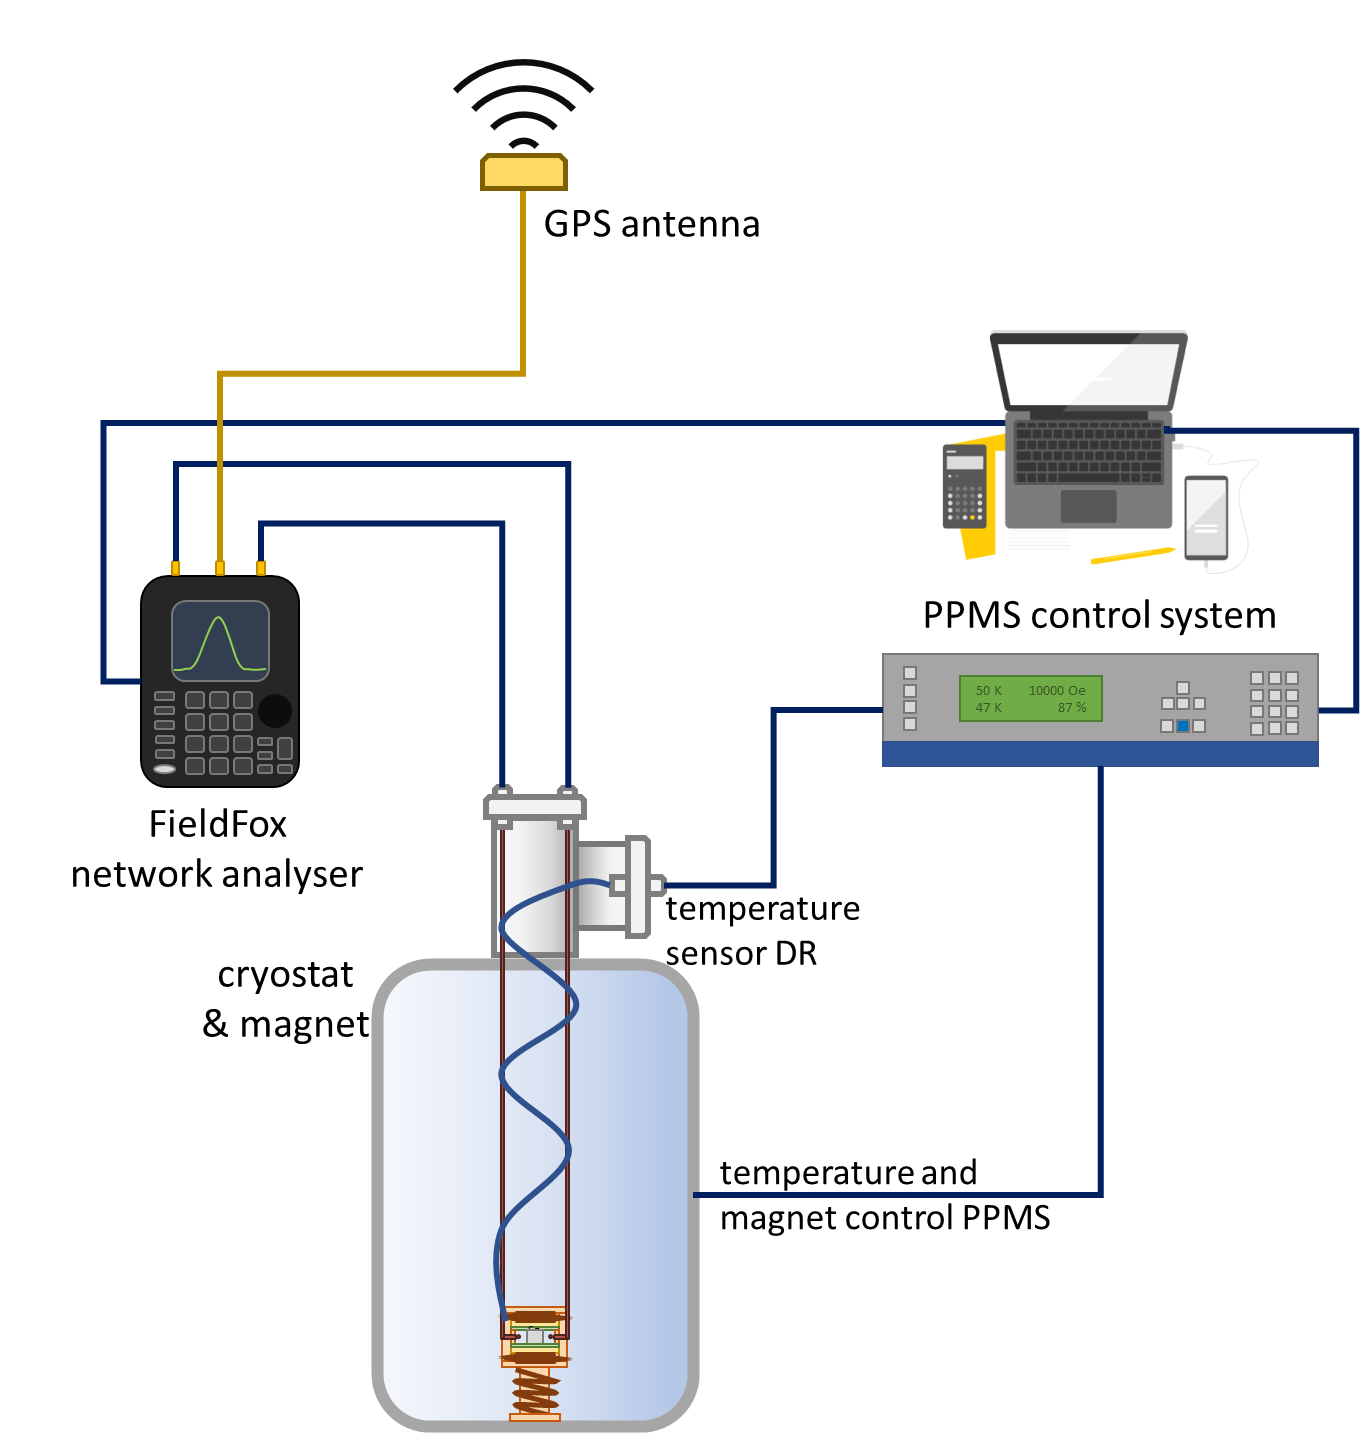 GPS antenna
PPMS control system
50 K 10000 Oe
47 K 87 %
FieldFox
network analyser
temperature
sensor DR
cryostat
& magnet
temperature and
magnet control PPMS